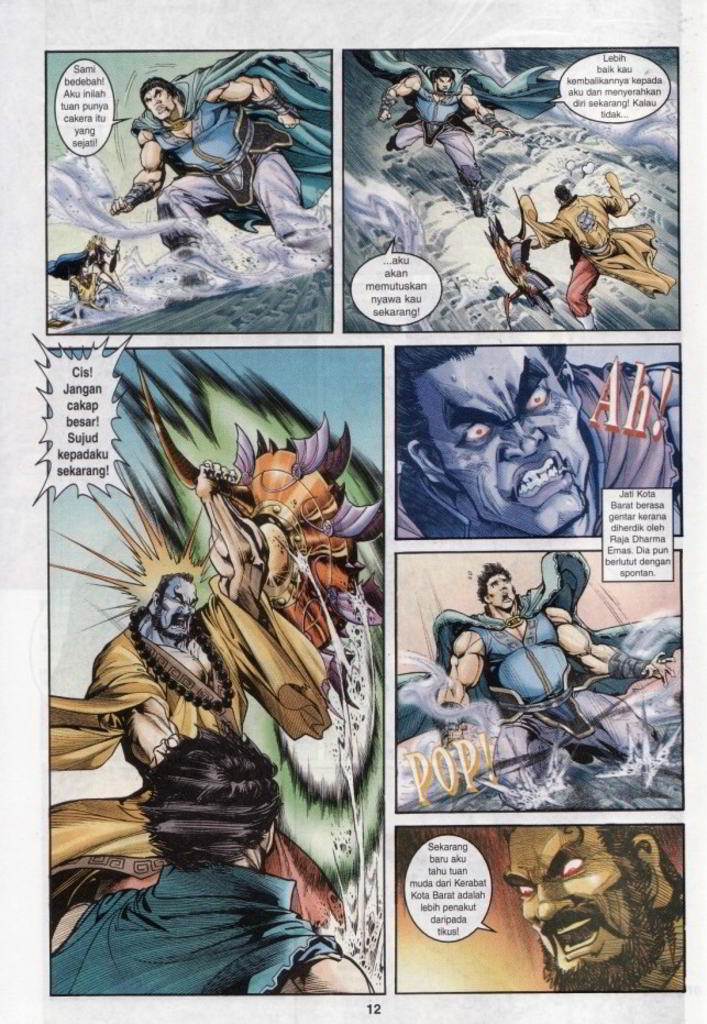 Sami
bedebah!
Aku inilah
tuan punya
cakera itu
yang
sejati!
Lebih
baik kau
kembalikannya kepada
aku dan menyerahkan
diri sekarang! Kalau
tidak...
...aku
akan
memutuskan
nyawa kau
sekarang!
Cis!
Jangan
cakap
besar!
Sujud
kepadaku
sekarang!
Ah!
Jati Kota
Barat berasa
gentar kerana
diherdik oleh
Raja Dharma
Emas. Dia pun
berlutut dengan
spontan.
POP!
Sekarang
baru aku
tahu tuan
muda dari Kerabat
Kota Barat adalah
lebih penakut
daripada
tikus!
12